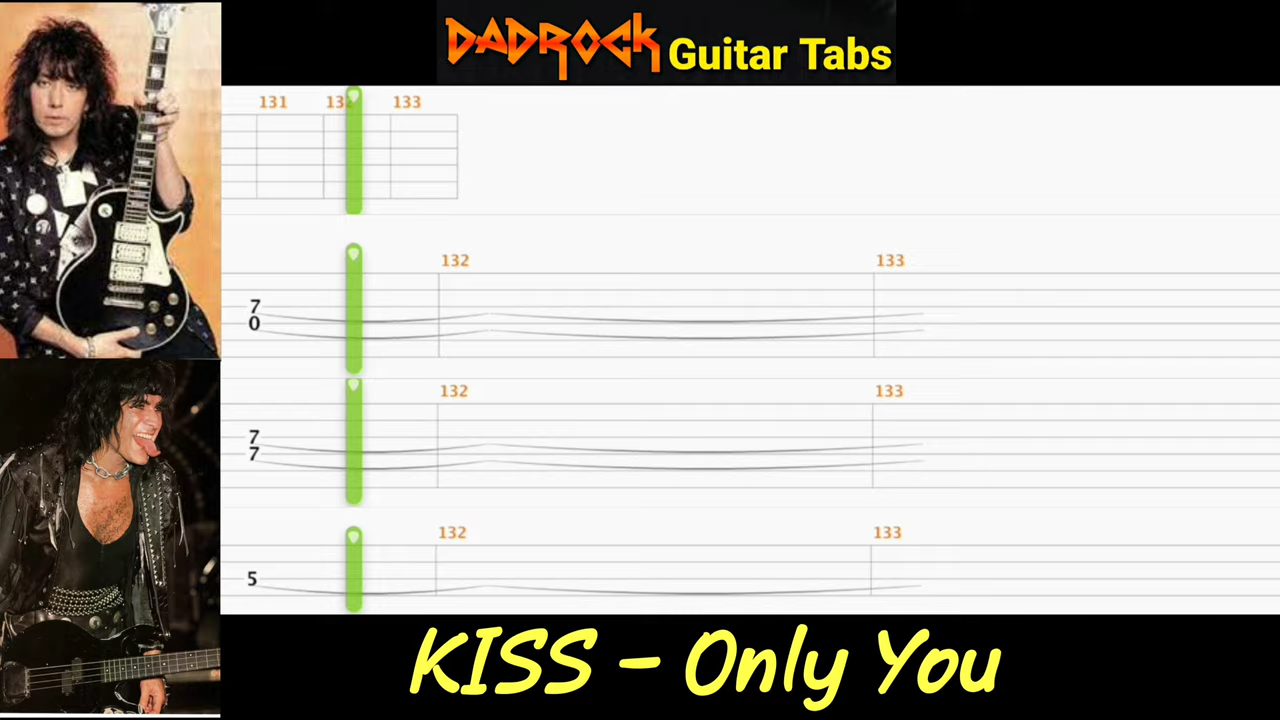 DADROCK Guitar Tabs
131 132 133
132 133
7
0
132 133
7
7
132 133
5
KISS – Only You